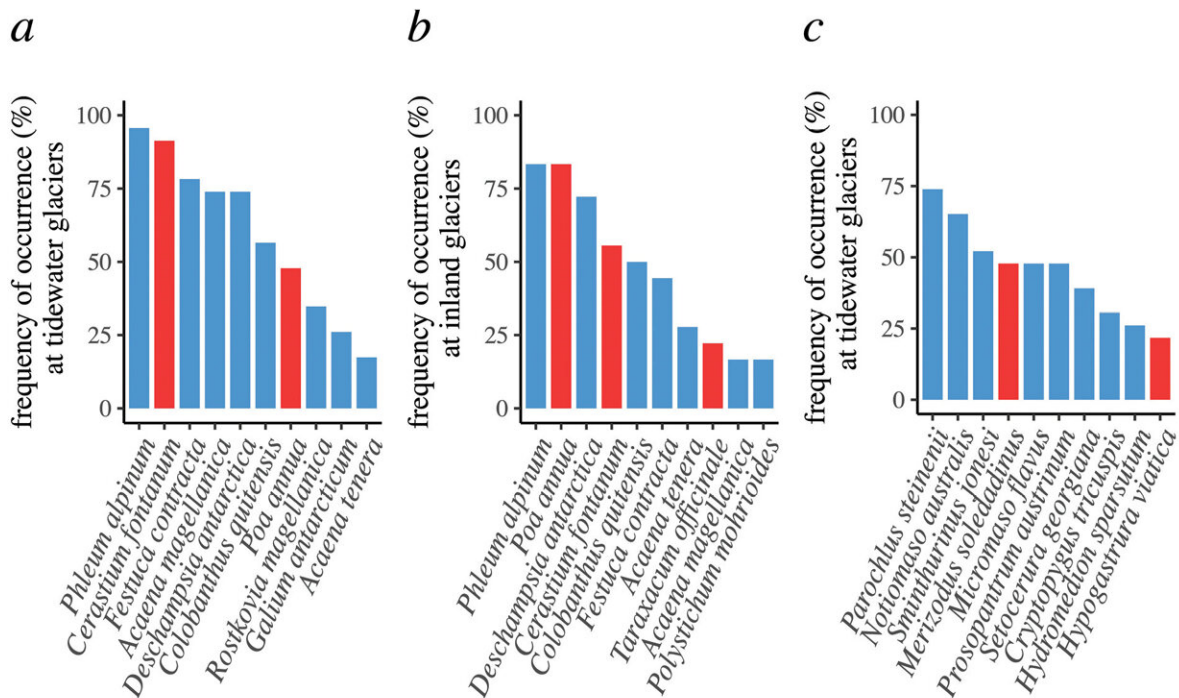 a
frequency of occurrence (%)
at tidewater glaciers
100
75
50
25
0
Phleum alpinum
Cerastium fontanum
Festuca contracta
Acaena magellanica
Deschampsia antarctica
Colobanthus quitensis
Poa annua
Rostkovia magellanica
Galium antarcticum
Acaena tenera
b
frequency of occurrence (%)
at inland glaciers
100
75
50
25
0
Phleum alpinum
Poa annua
Deschampsia antarctica
Cerastium fontanum
Colobanthus quitensis
Festuca contracta
Acaena tenera
Taraxacum officinale
Acaena magellanica
Polystichum mohrioides
c
frequency of occurrence (%)
at tidewater glaciers
100
75
50
25
0
Parochlus steinenii
Notiomaso australis
Sminthurinus jonesi
Merizodus soledadinus
Micromaso flavus
Prosopantrum austrinum
Setocerura georgiana
Cryptopygus tricuspis
Hydromedion sparsutum
Hypogastrura viatica